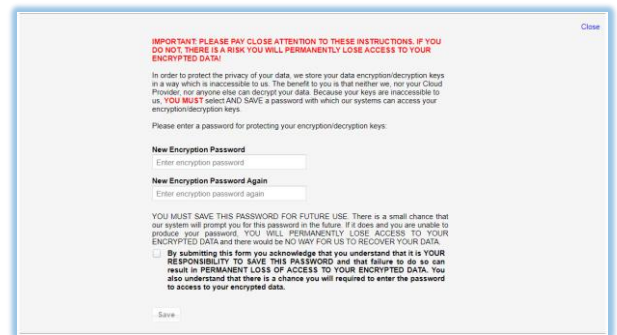 Close
IMPORTANT: PLEASE PAY CLOSE ATTENTION TO THESE INSTRUCTIONS. IF YOU
DO NOT, THERE IS A RISK YOU WILL PERMANENTLY LOSE ACCESS TO YOUR
ENCRYPTED DATA!
In order to protect the privacy of your data, we store your data encryption/decryption keys
in a way which is inaccessible to us. The benefit to you is that neither we, nor your Cloud
Provider, nor anyone else can decrypt your data. Because your keys are inaccessible to
us, YOU MUST select AND SAVE a password with which our systems can access your
encryption/decryption keys.
Please enter a password for protecting your encryption/decryption keys:
New Encryption Password
Enter encryption password
New Encryption Password Again
Enter encryption password again
YOU MUST SAVE THIS PASSWORD FOR FUTURE USE. There is a small chance that
our system will prompt you for this password in the future. If it does and you are unable to
produce your password, YOU WILL PERMANENTLY LOSE ACCESS TO YOUR
ENCRYPTED DATA and there would be NO WAY FOR US TO RECOVER YOUR DATA.
By submitting this form you acknowledge that you understand that it is YOUR
RESPONSIBILITY TO SAVE THIS PASSWORD and that failure to do so can
result in PERMANENT LOSS OF ACCESS TO YOUR ENCRYPTED DATA. You
also understand that there is a chance you will required to enter the password
to access to your encrypted data.
Save